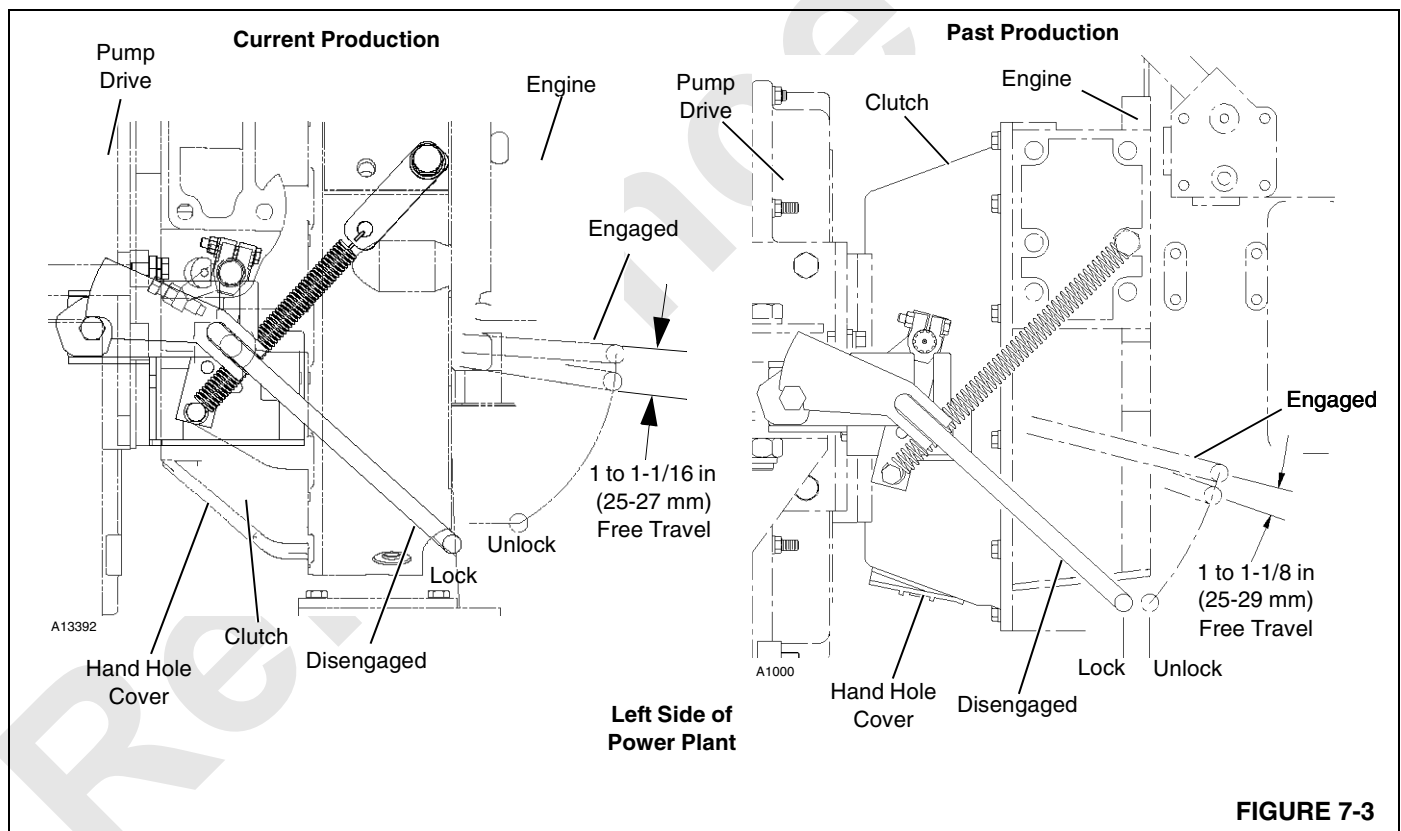 Current Production
Pump
Drive
Engine
Engaged
1 to 1-1/16 in
(25-27 mm)
Free Travel
Unlock
Lock
A13392
Clutch
Disengaged
Hand Hole
Cover
Past Production
Pump
Drive
Clutch
Engine
Engaged
1 to 1-1/8 in
(25-29 mm)
Free Travel
Lock
Unlock
A1000
Hand Hole
Cover
Disengaged
Left Side of
Power Plant
FIGURE 7-3